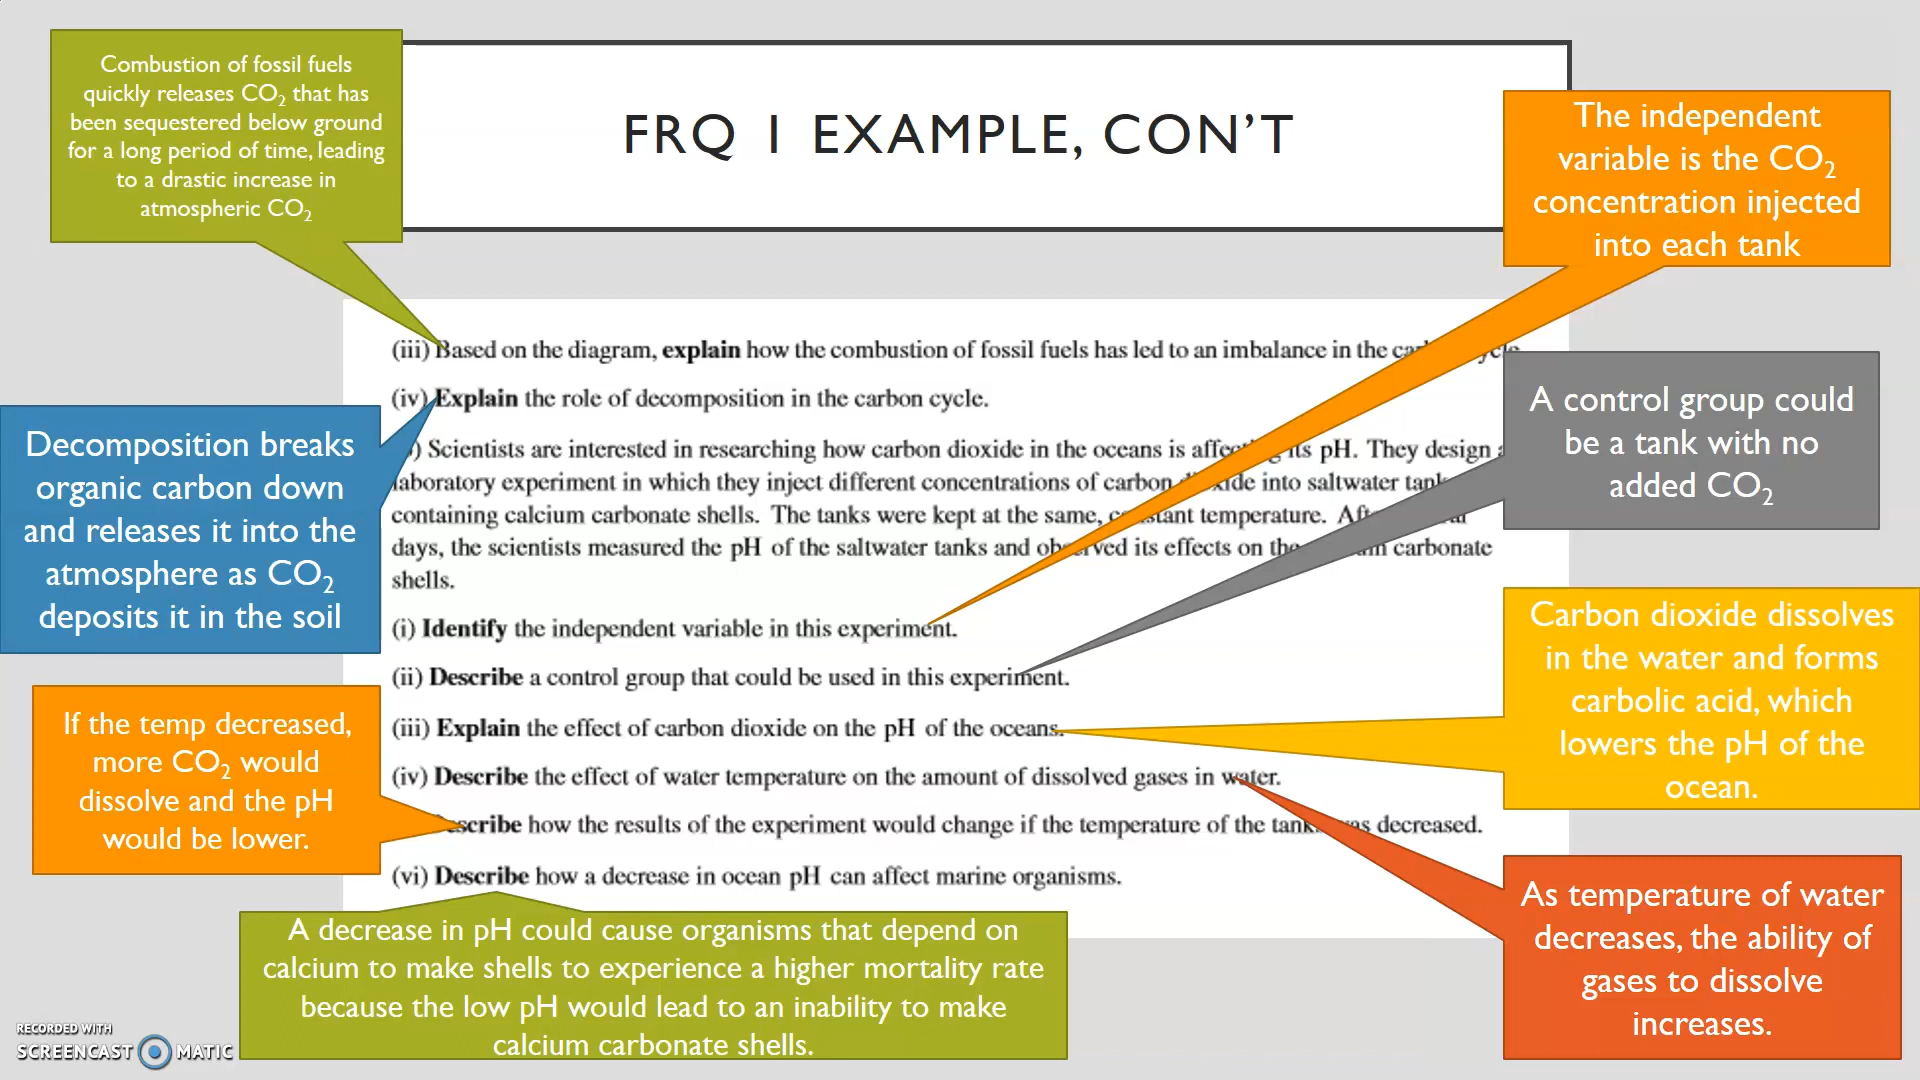 Combustion of fossil fuels
quickly releases CO₂ that has
been sequestered below ground
for a long period of time, leading
to a drastic increase in
atmospheric CO₂
FRQ 1 EXAMPLE, CON'T
The independent
variable is the CO₂
concentration injected
into each tank
(iii) Based on the diagram, explain how the combustion of fossil fuels has led to an imbalance in the
(iv) Explain the role of decomposition in the carbon cycle.
A control group could
be a tank with no
added CO₂
Decomposition breaks
organic carbon down
and releases it into the
atmosphere as CO₂
deposits it in the soil
) Scientists are interested in researching how carbon dioxide in the oceans is its pH. They design
laboratory experiment in which they inject different concentrations of carbon into saltwater
containing calcium carbonate shells. The tanks were kept at the same, constant temperature.
days, the scientists measured the pH of the saltwater tanks and observed its effects on the carbonate
shells.
(i) Identify the independent variable in this experiment.
(ii) Describe a control group that could be used in this experiment.
(iii) Explain the effect of carbon dioxide on the pH of the oceans.
(iv) Describe the effect of water temperature on the amount of dissolved gases in water.
Describe how the results of the experiment would change if the temperature of the was decreased.
(vi) Describe how a decrease in ocean pH can affect marine organisms.
Carbon dioxide dissolves
in the water and forms
carbolic acid, which
lowers the pH of the
ocean.
If the temp decreased,
more CO₂ would
dissolve and the pH
would be lower.
As temperature of water
decreases, the ability of
gases to dissolve
increases.
A decrease in pH could cause organisms that depend on
calcium to make shells to experience a higher mortality rate
because the low pH would lead to an inability to make
calcium carbonate shells.
RECORDED WITH
SCREENCAST MATIC